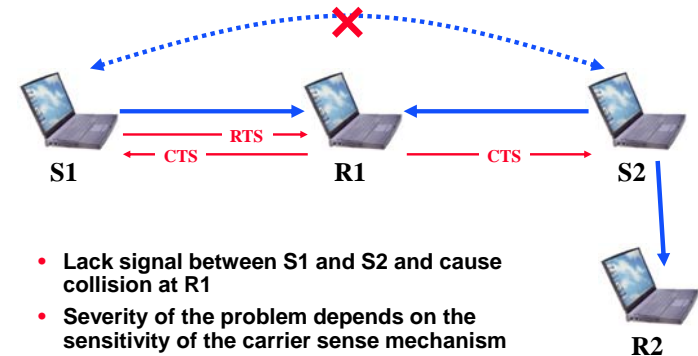 RTS
CTS
CTS
S1
R1
S2
• Lack signal between S1 and S2 and cause
collision at R1
• Severity of the problem depends on the
sensitivity of the carrier sense mechanism
R2